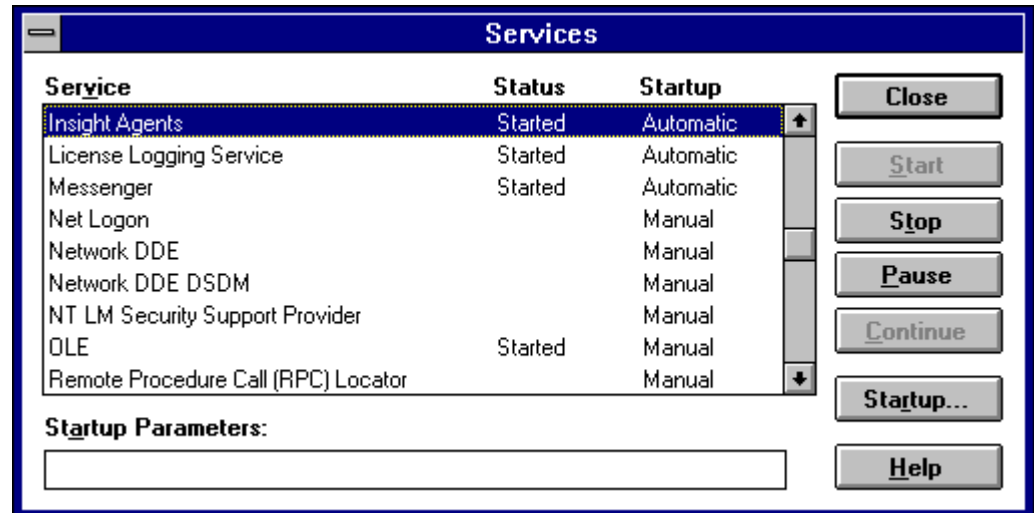 Services
Service Status Startup
Insight Agents Started Automatic
License Logging Service Started Automatic
Messenger Started Automatic
Net Logon Manual
Network DDE Manual
Network DDE DSDM Manual
NT LM Security Support Provider Manual
OLE Started Manual
Remote Procedure Call (RPC) Locator Manual
Startup Parameters:
Close
Start
Stop
Pause
Continue
Startup...
Help